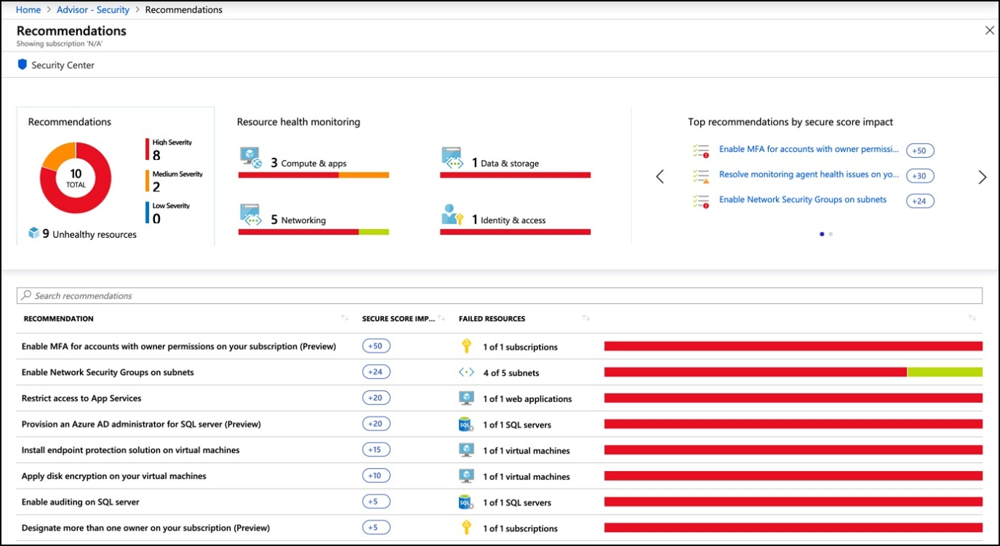 Home > Advisor - Security > Recommendations
Recommendations
Showing subscription 'N/A'
Security Center
Recommendations
10
TOTAL
High Severity
8
Medium Severity
2
Low Severity
0
9 Unhealthy resources
Resource health monitoring
3 Compute & apps
1 Data & storage
5 Networking
1 Identity & access
Top recommendations by secure score impact
Enable MFA for accounts with owner permissi... +50
Resolve monitoring agent health issues on yo... +30
Enable Network Security Groups on subnets +24
Search recommendations
RECOMMENDATION SECURE SCORE IMP... FAILED RESOURCES
Enable MFA for accounts with owner permissions on your subscription (Preview) +50 1 of 1 subscriptions
Enable Network Security Groups on subnets +24 4 of 5 subnets
Restrict access to App Services +20 1 of 1 web applications
Provision an Azure AD administrator for SQL server (Preview) +20 SQL 1 of 1 SQL servers
Install endpoint protection solution on virtual machines +15 1 of 1 virtual machines
Apply disk encryption on your virtual machines +10 1 of 1 virtual machines
Enable auditing on SQL server +5 SQL 1 of 1 SQL servers
Designate more than one owner on your subscription (Preview) +5 1 of 1 subscriptions